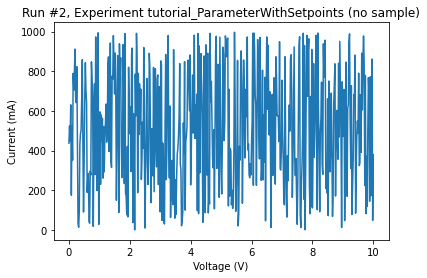 Run #2, Experiment tutorial_ParameterWithSetpoints (no sample)
1000
800
600
400
200
0
Current (mA)
0 2 4 6 8 10
Voltage (V)